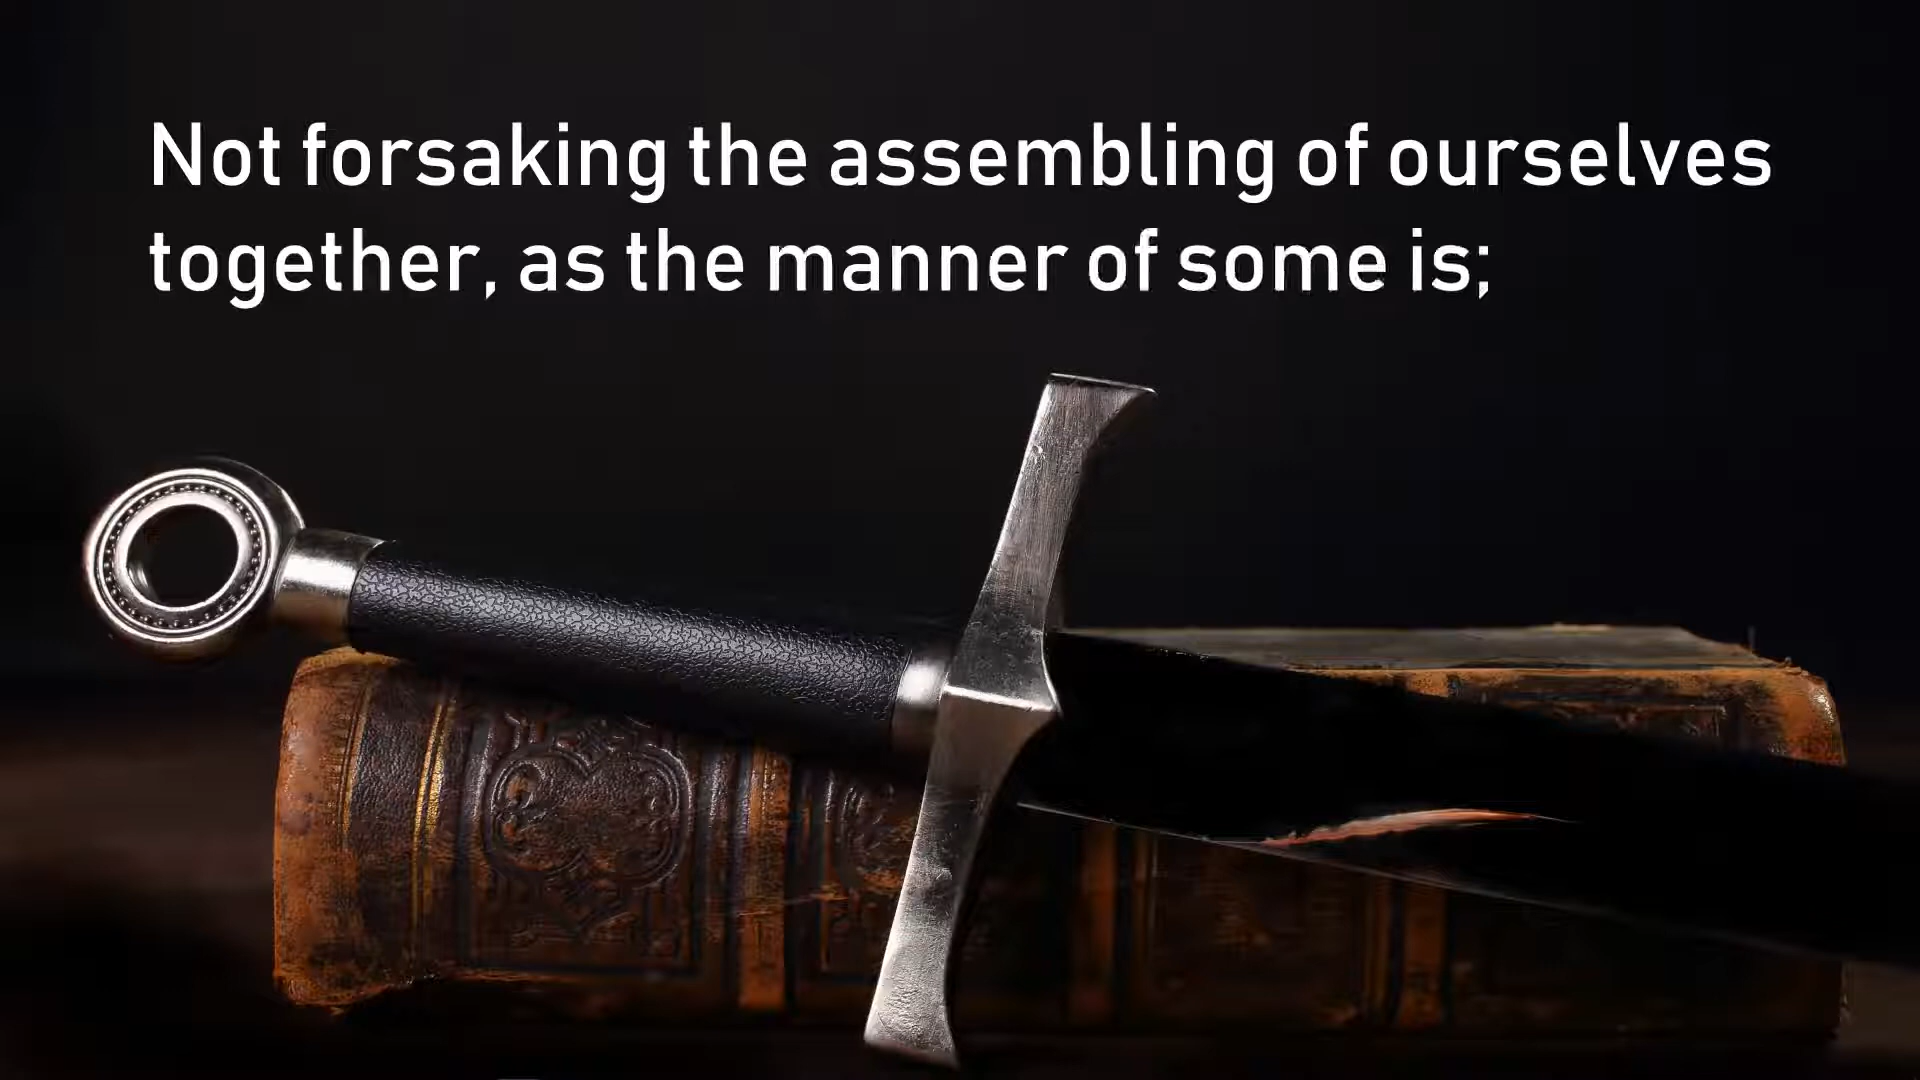 Not forsaking the assembling of ourselves
together, as the manner of some is;